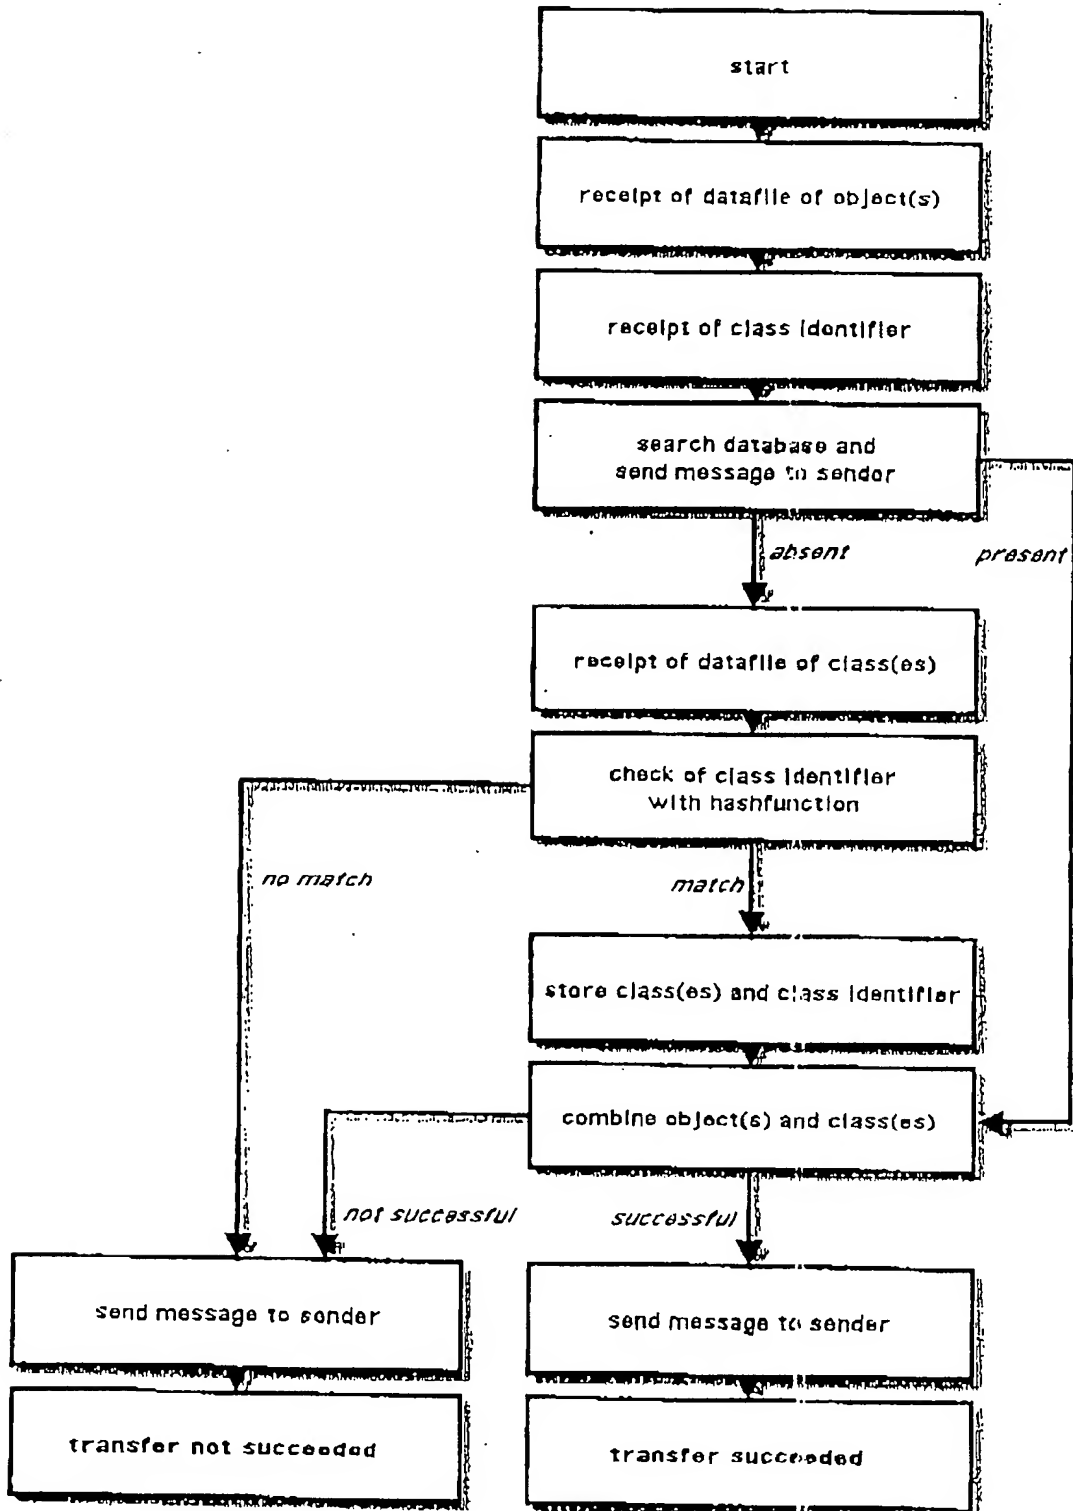 start
receipt of datafile of object(s)
receipt of class identifier
search database and
send message to sender
absent
present
receipt of datafile of class(es)
check of class identifier
with hashfunction
no match
match
store class(es) and class identifier
combine object(s) and class(es)
not successful
successful
send message to sender
send message to sender
transfer not succeeded
transfer succeeded